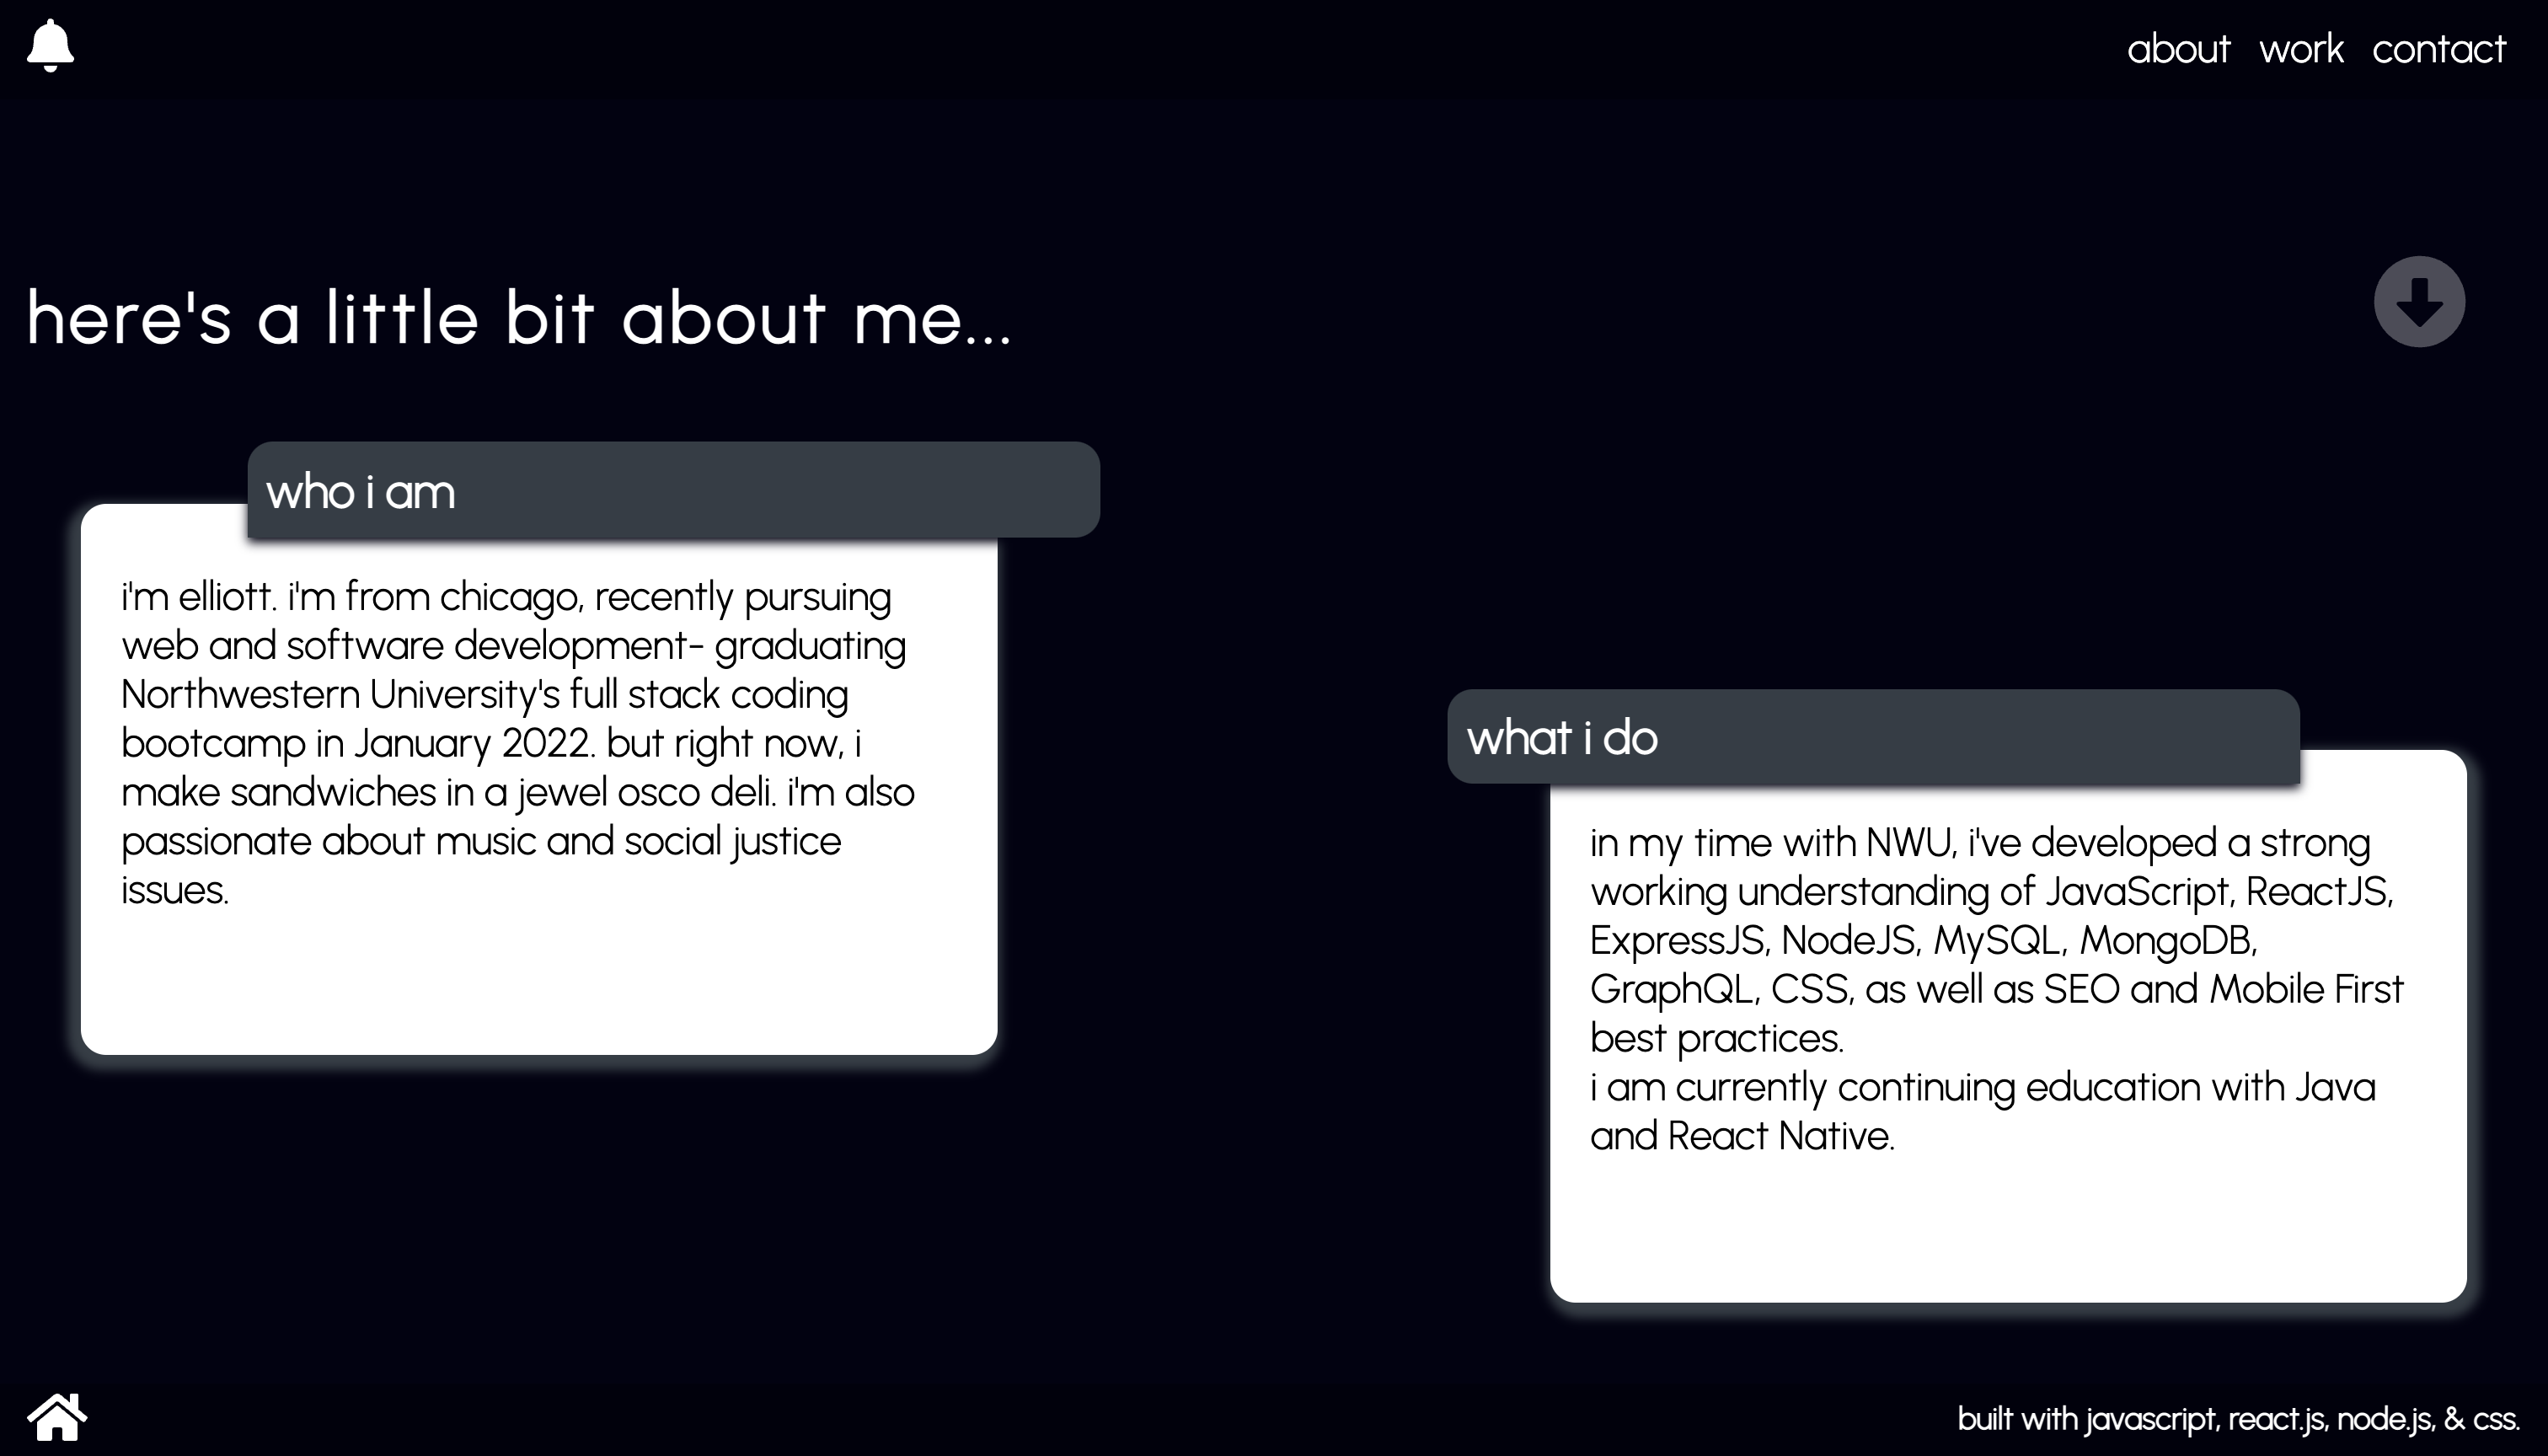 about work contact
here's a little bit about me...
who i am
i'm elliott. i'm from chicago, recently pursuing
web and software development- graduating
Northwestern University's full stack coding
bootcamp in January 2022. but right now, i
make sandwiches in a jewel osco deli. i'm also
passionate about music and social justice
issues.
what i do
in my time with NWU, i've developed a strong
working understanding of JavaScript, ReactJS,
ExpressJS, NodeJS, MySQL, MongoDB,
GraphQL, CSS, as well as SEO and Mobile First
best practices.
i am currently continuing education with Java
and React Native.
built with javascript, react.js, node.js, & css.